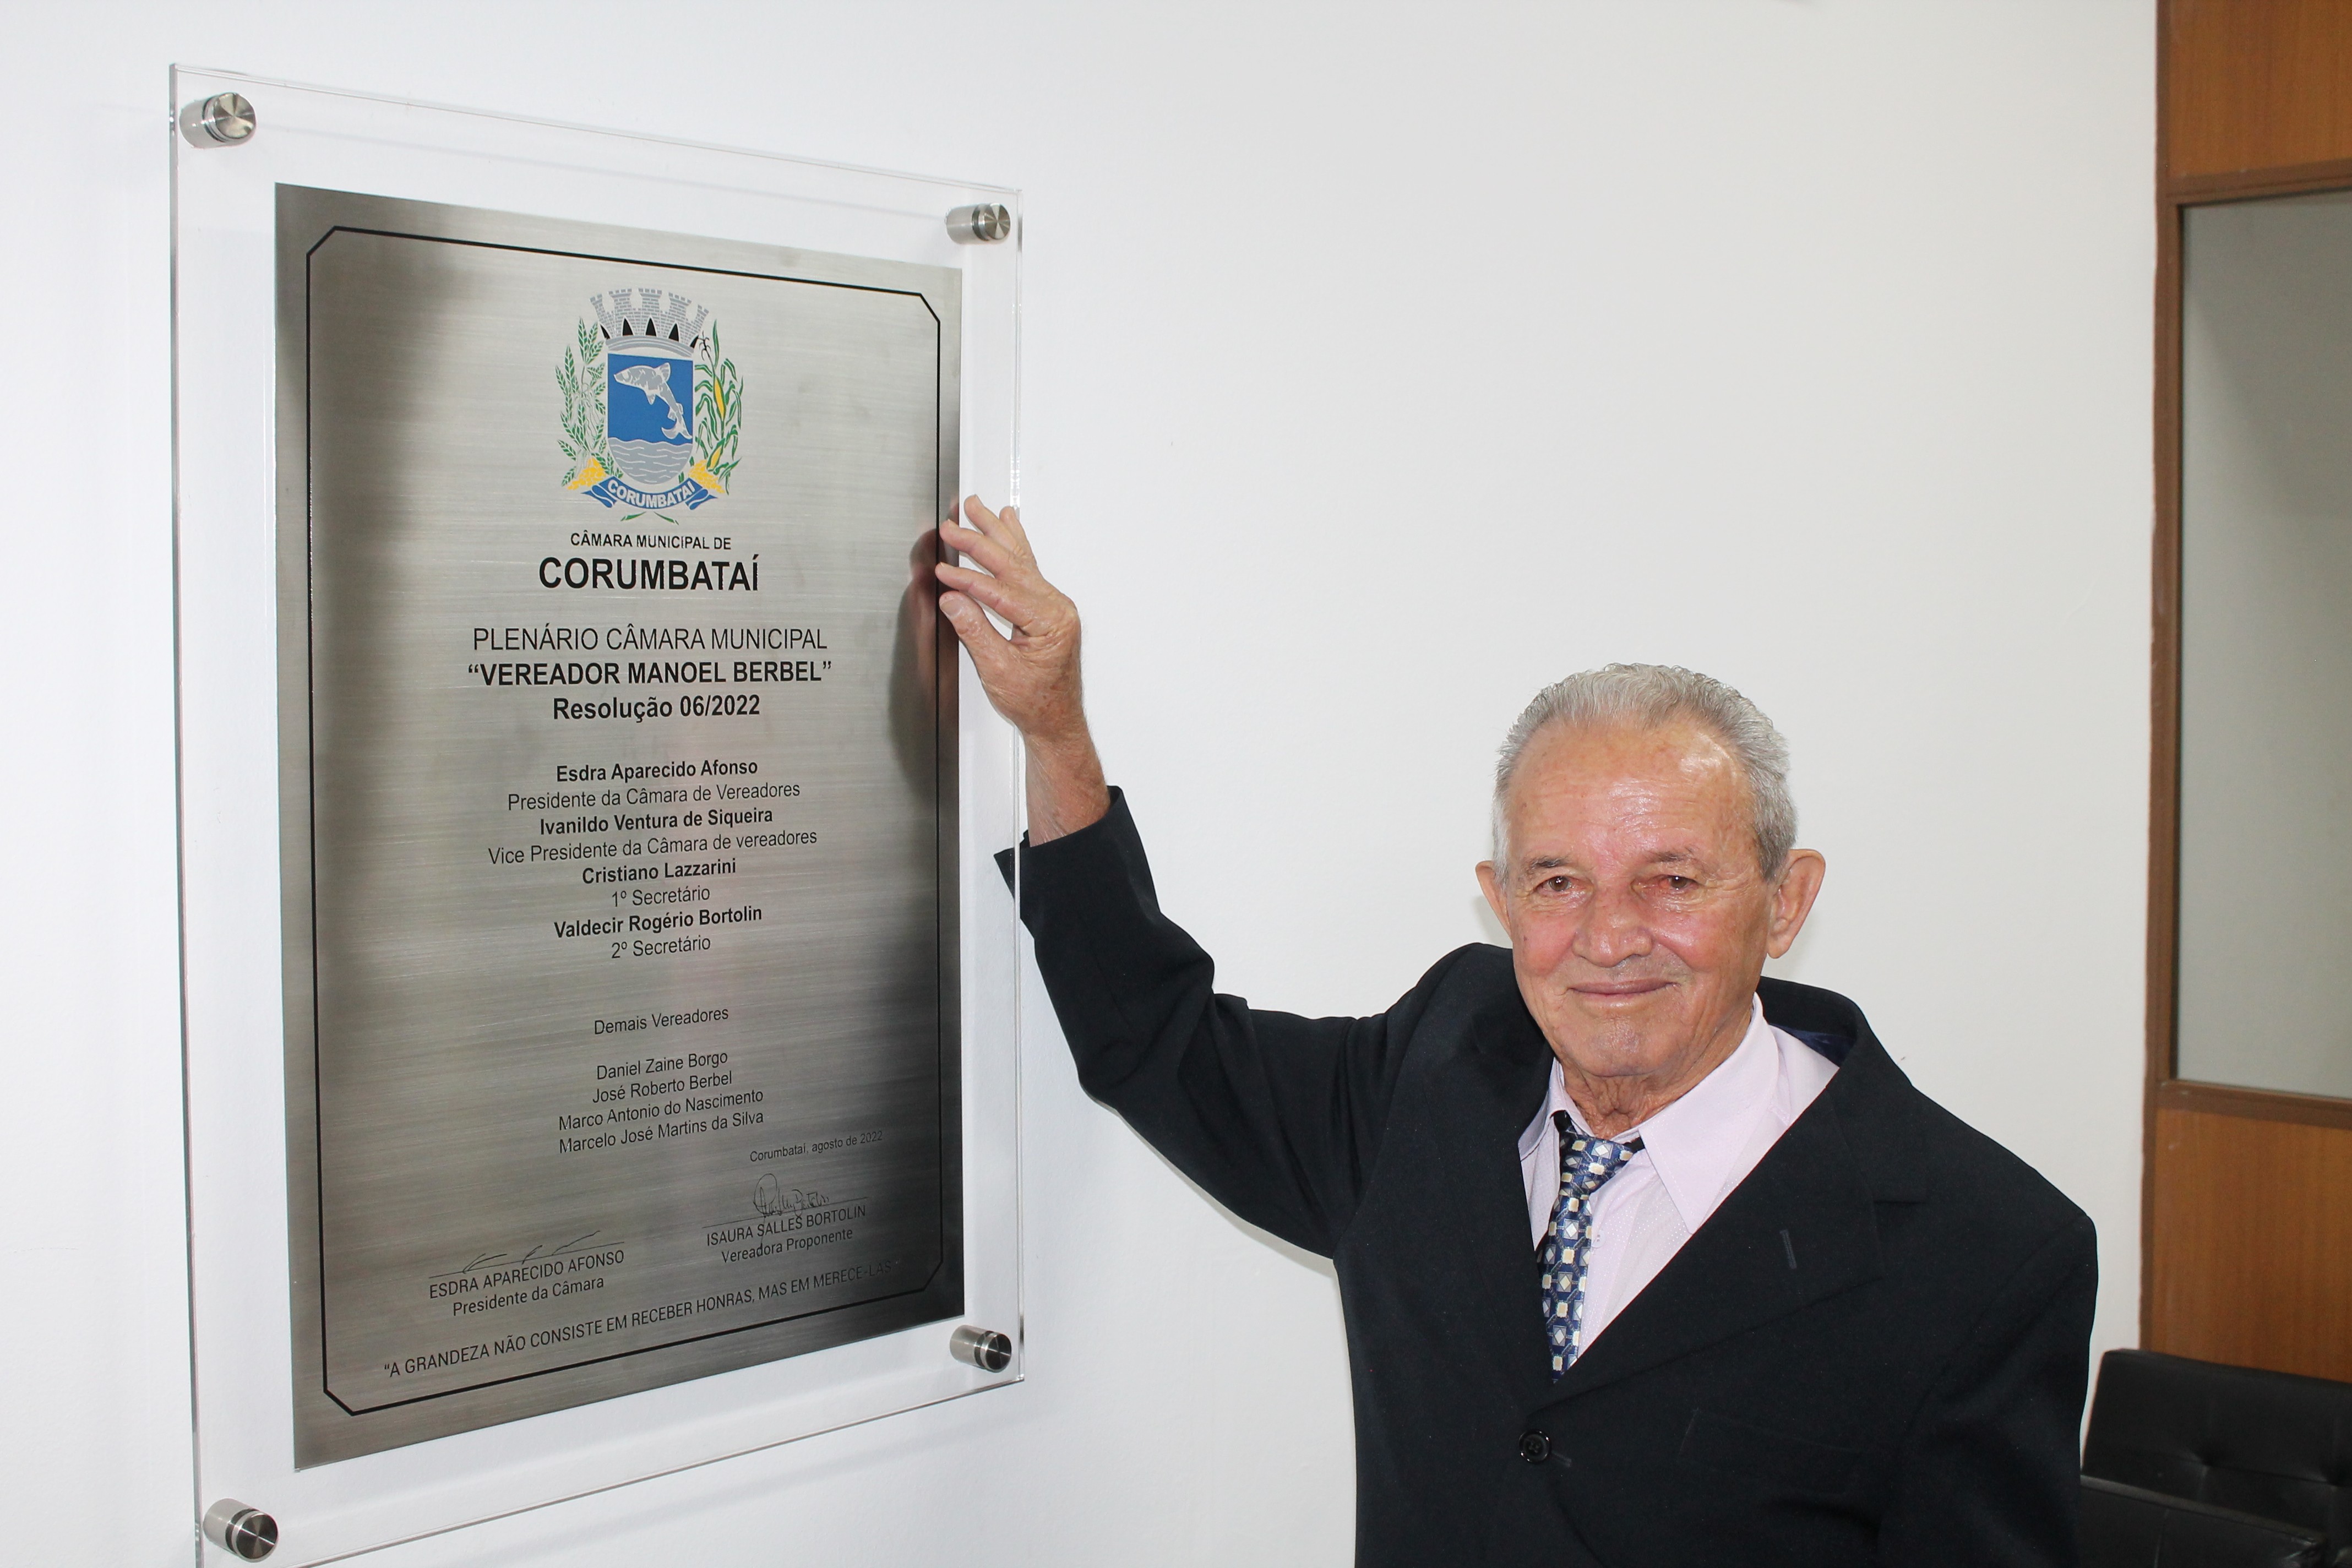 CORUMBATAÍ
CÂMARA MUNICIPAL DE
CORUMBATAÍ
PLENÁRIO CÂMARA MUNICIPAL
“VEREADOR MANOEL BERBEL”
Resolução 06/2022
Esdra Aparecido Afonso
Presidente da Câmara de Vereadores
Ivanildo Ventura de Siqueira
Vice Presidente da Câmara de vereadores
Cristiano Lazzarini
1º Secretário
Valdecir Rogério Bortolin
2º Secretário
Demais Vereadores
Daniel Zaine Borgo
José Roberto Berbel
Marco Antonio do Nascimento
Marcelo José Martins da Silva
Corumbataí, agosto de 2022
ISAURA SALLES BORTOLIN
Vereadora Proponente
ESDRA APARECIDO AFONSO
Presidente da Câmara
“A GRANDEZA NÃO CONSISTE EM RECEBER HONRAS, MAS EM MERECE-LAS”